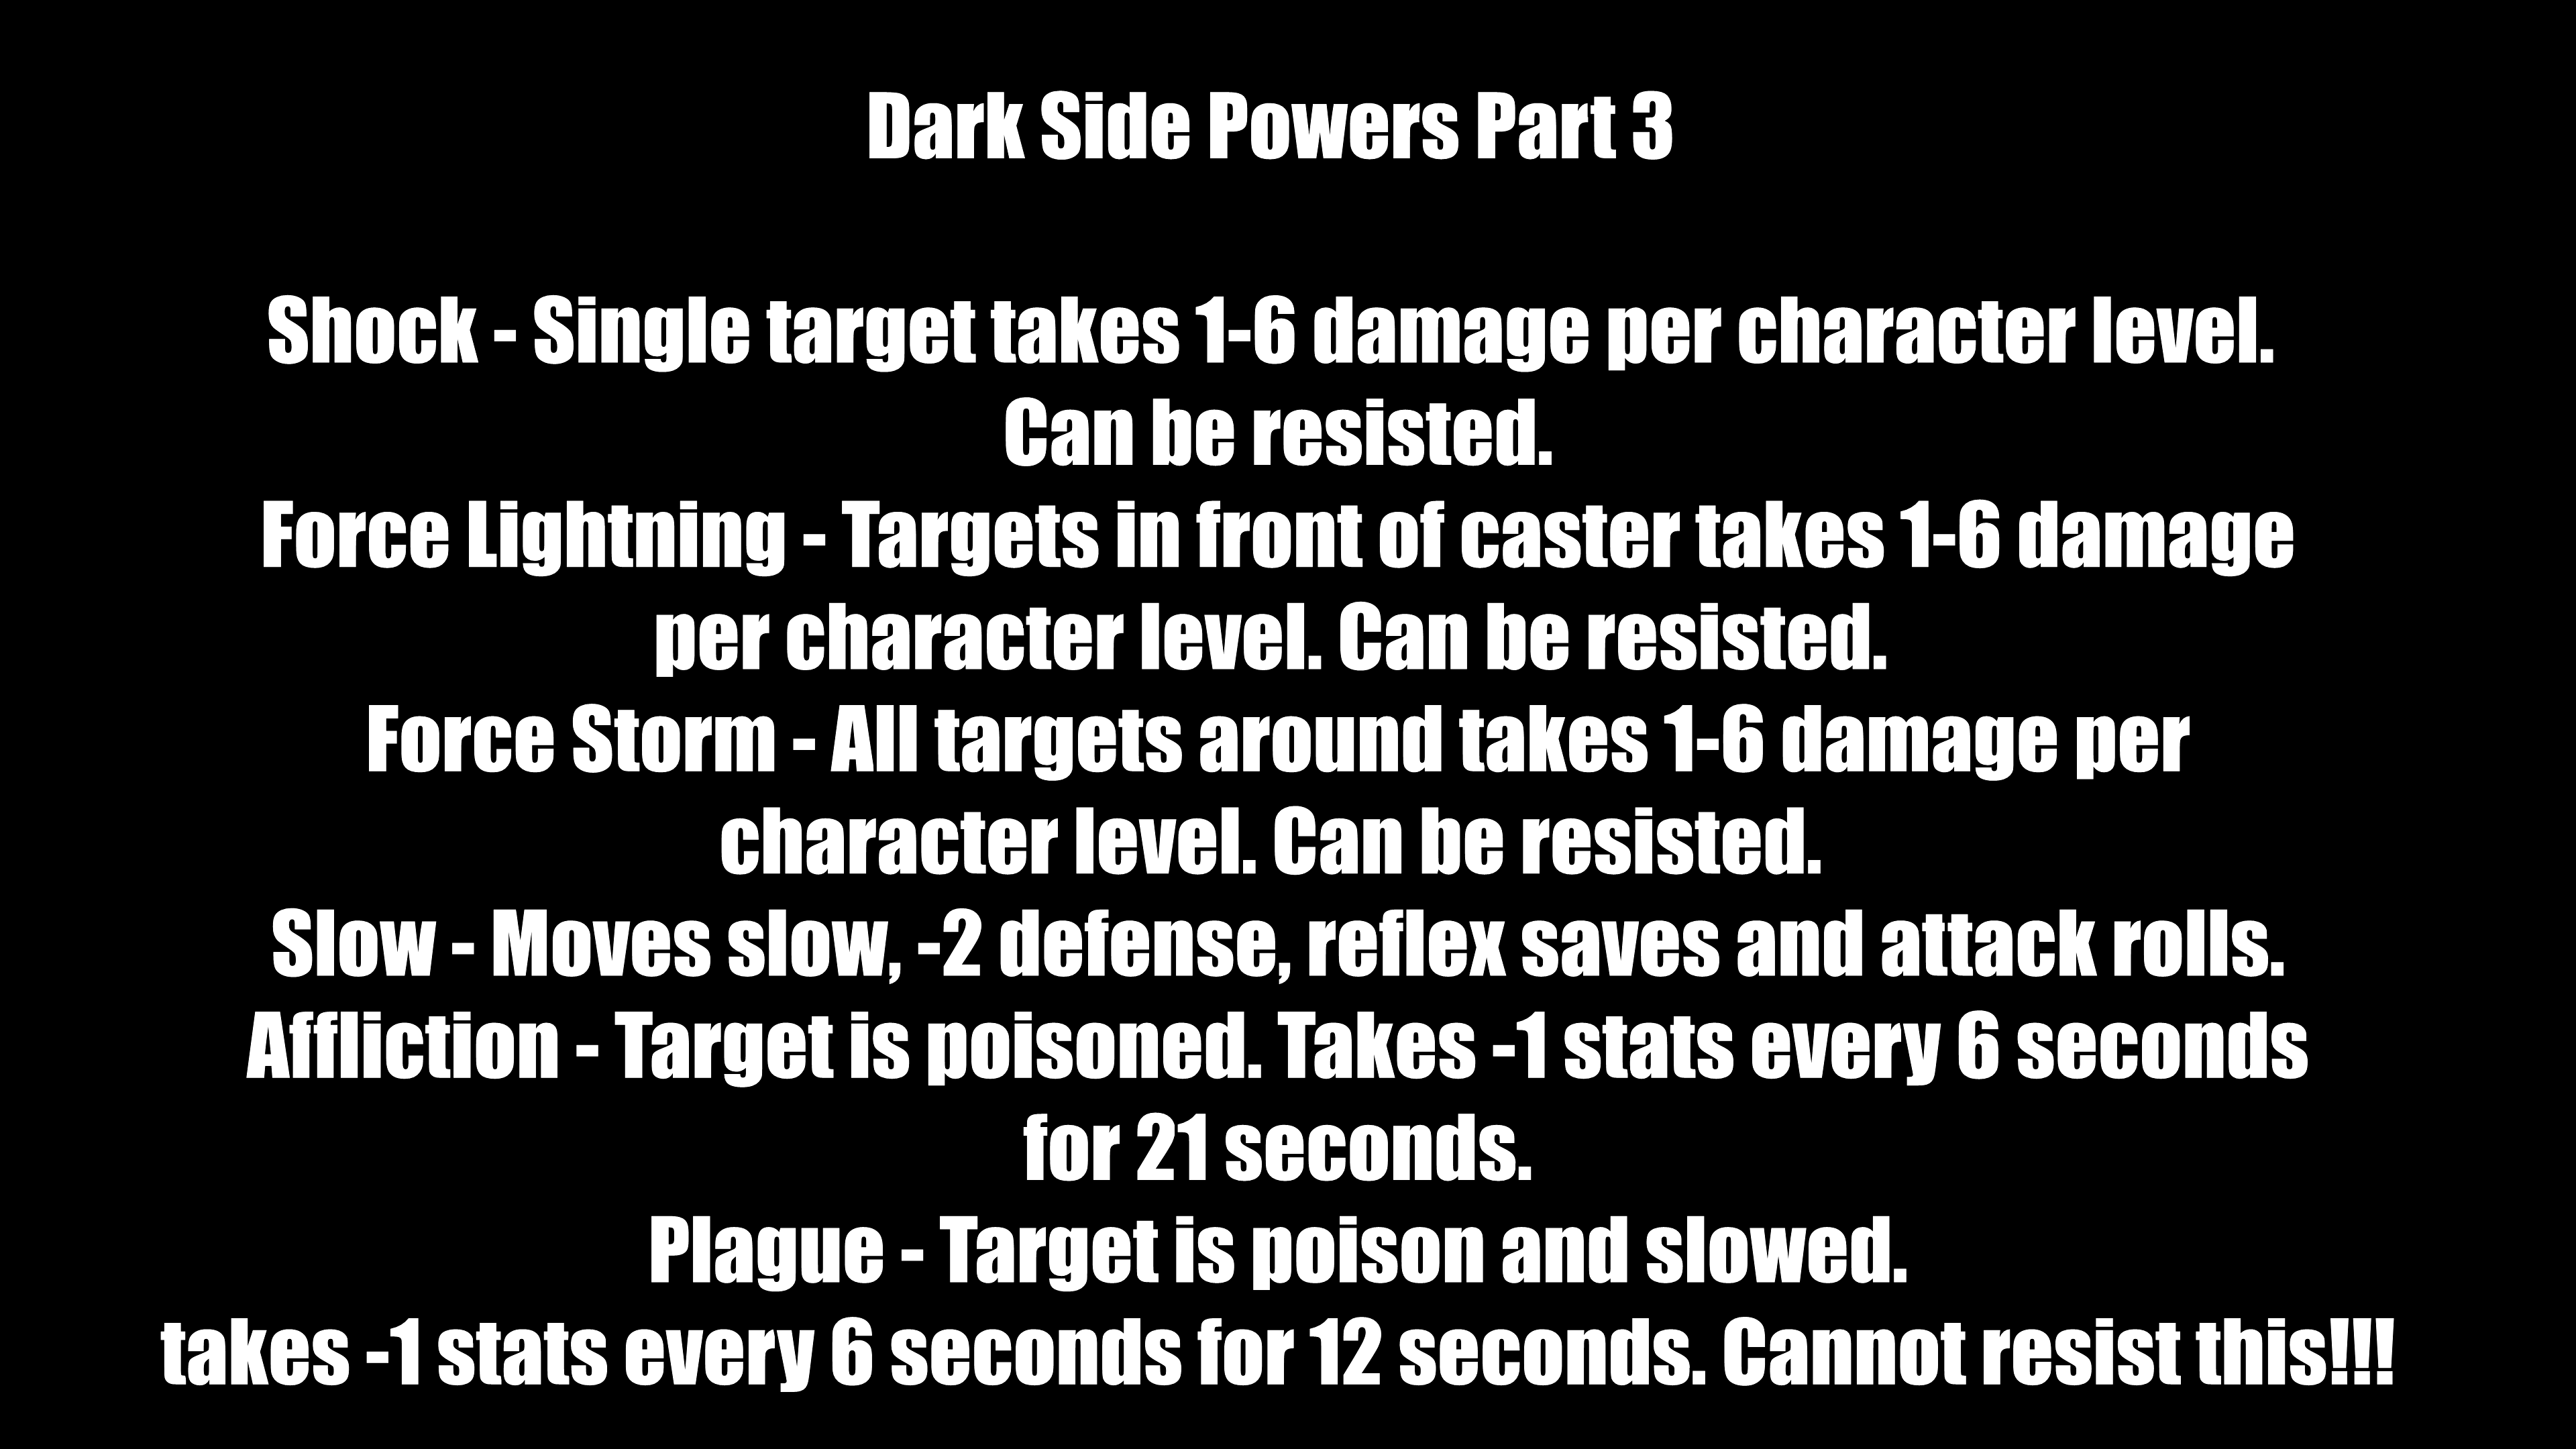 Dark Side Powers Part 3
Shock - Single target takes 1-6 damage per character level.
Can be resisted.
Force Lightning - Targets in front of caster takes 1-6 damage
per character level. Can be resisted.
Force Storm - All targets around takes 1-6 damage per
character level. Can be resisted.
Slow - Moves slow, -2 defense, reflex saves and attack rolls.
Affliction - Target is poisoned. Takes -1 stats every 6 seconds
for 21 seconds.
Plague - Target is poison and slowed.
takes -1 stats every 6 seconds for 12 seconds. Cannot resist this!!!